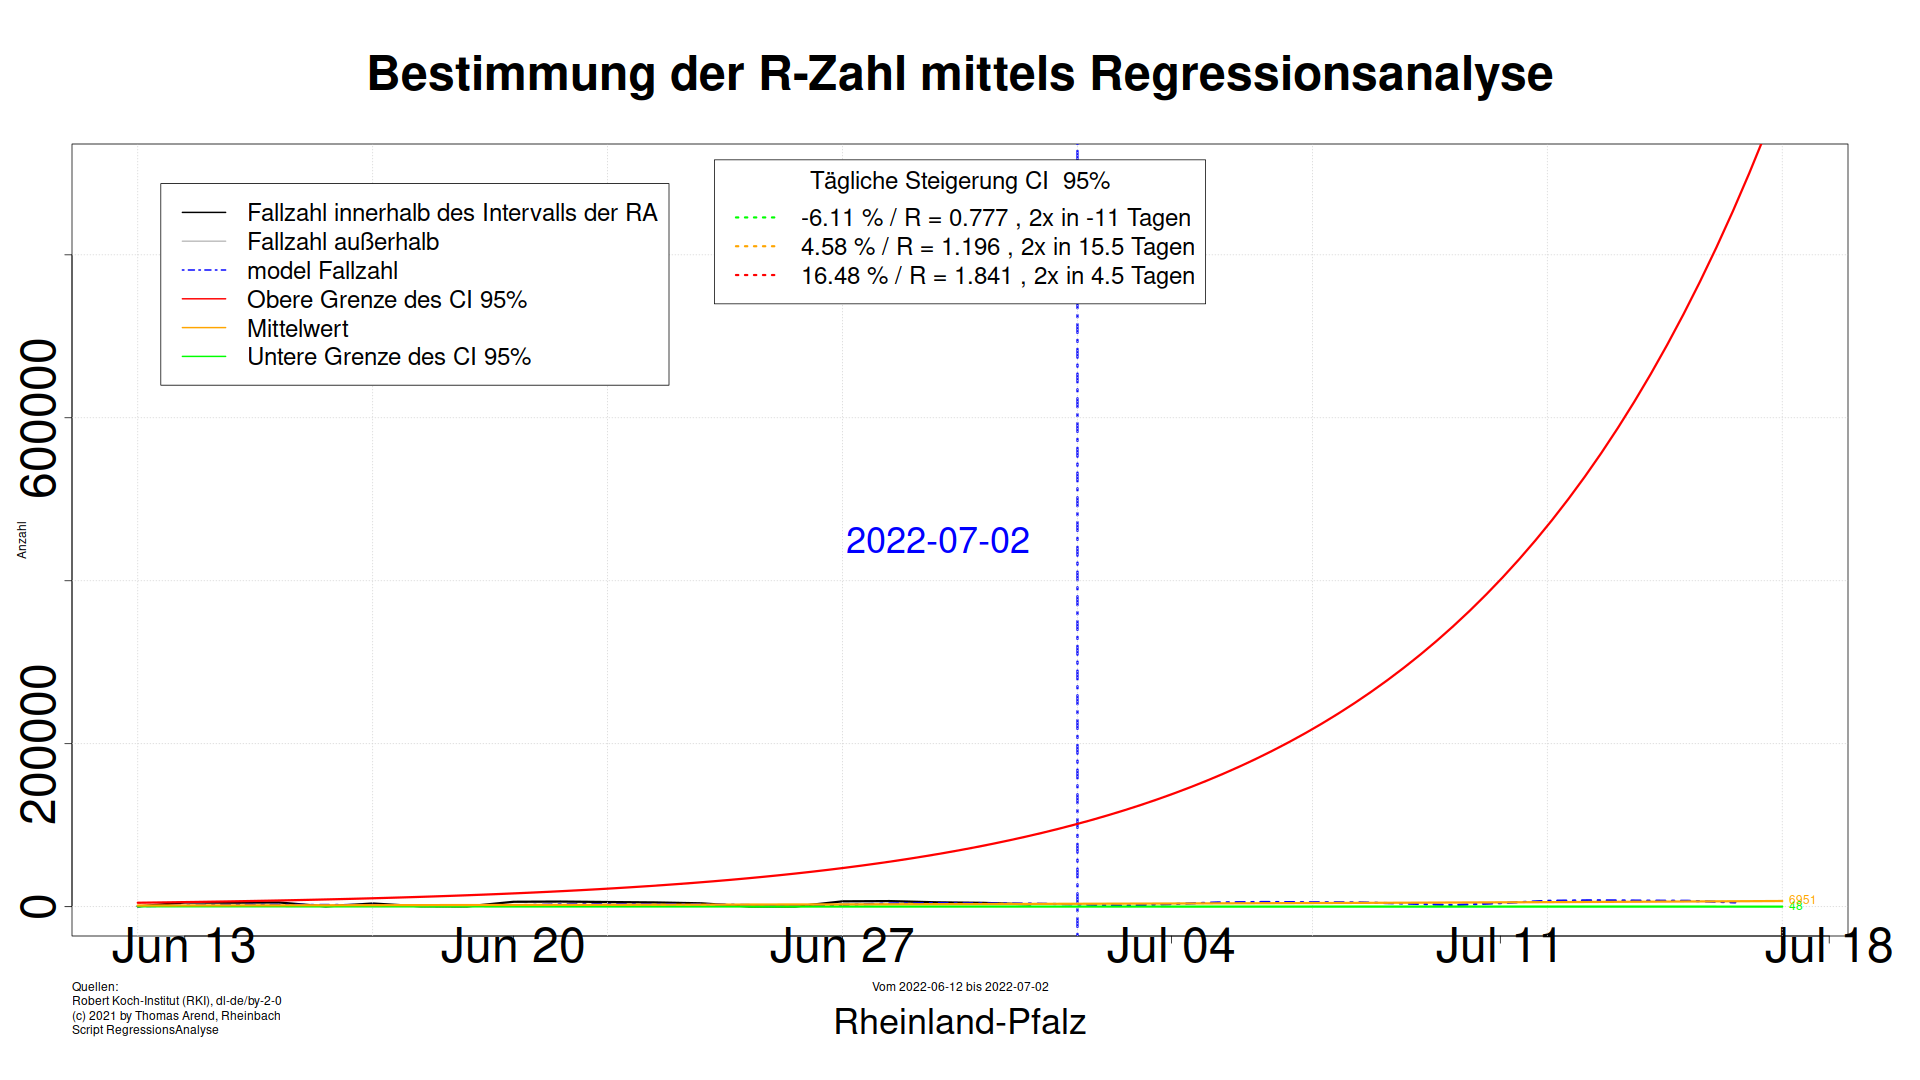 Bestimmung der R-Zahl mittels Regressionsanalyse
Fallzahl innerhalb des Intervalls der RA
Fallzahl außerhalb
model Fallzahl
Obere Grenze des CI 95%
Mittelwert
Untere Grenze des CI 95%
Tägliche Steigerung CI 95%
-6.11 % / R = 0.777 , 2x in -11 Tagen
4.58 % / R = 1.196 , 2x in 15.5 Tagen
16.48 % / R = 1.841 , 2x in 4.5 Tagen
600000
200000
0
Anzahl
2022-07-02
6951
48
Jun 13
Jun 20
Jun 27
Jul 04
Jul 11
Jul 18
Quellen:
Robert Koch-Institut (RKI), dl-de/by-2-0
(c) 2021 by Thomas Arend, Rheinbach
Script RegressionsAnalyse
Vom 2022-06-12 bis 2022-07-02
Rheinland-Pfalz